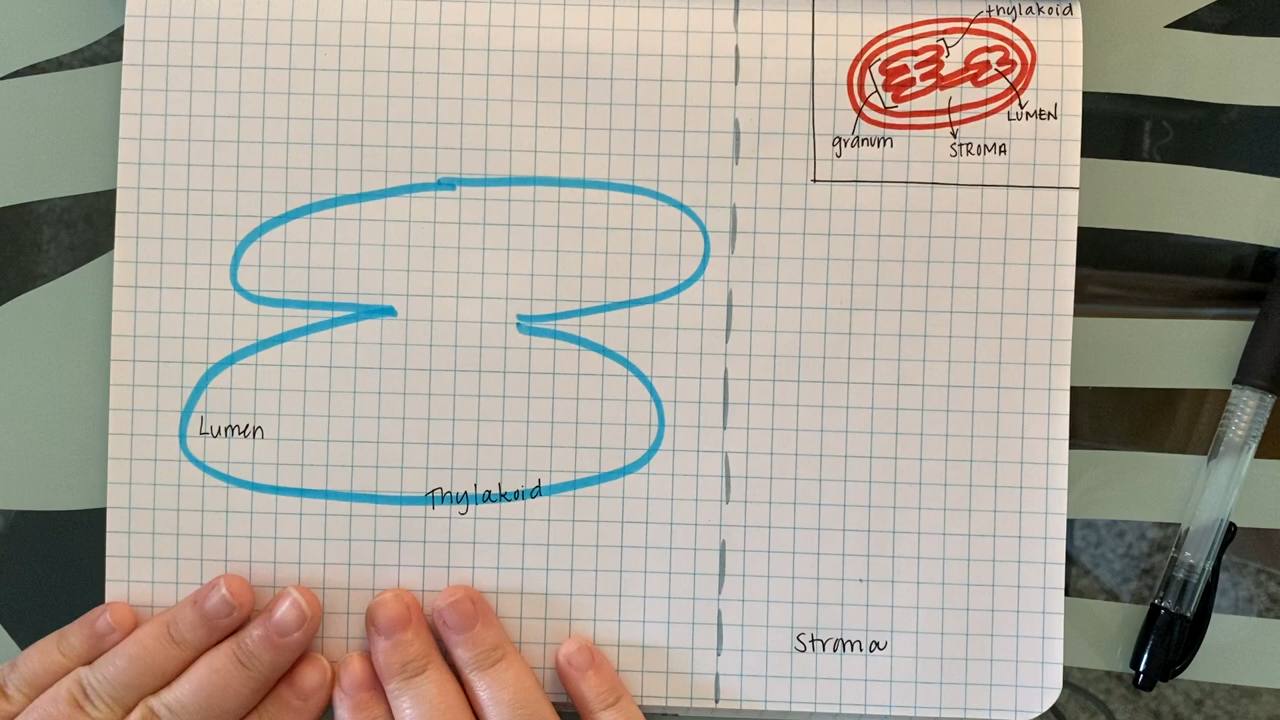 thylakoid
LUMEN
granum
STROMA
Lumen
Thylakoid
Stroma